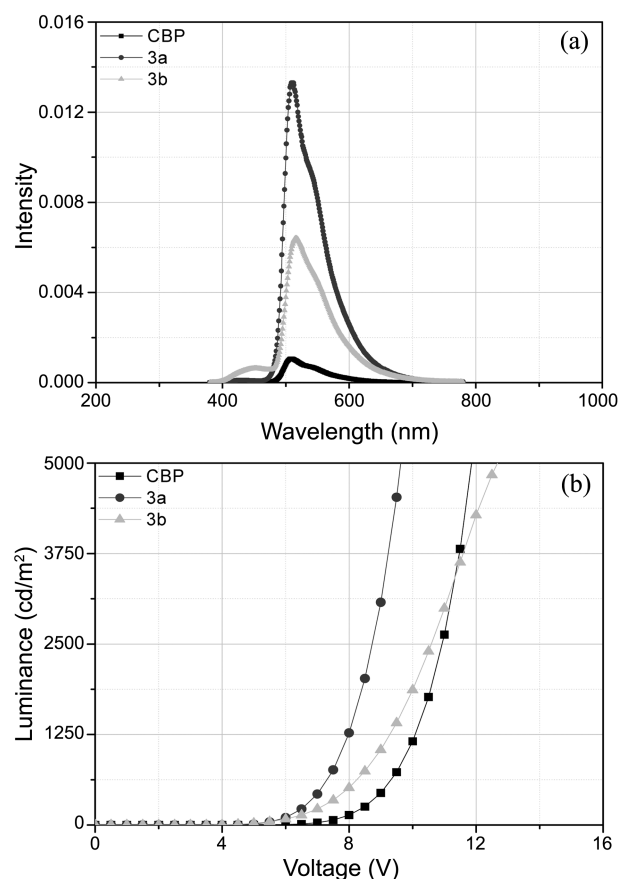 0.016
CBP
3a
3b
(a)
0.012
0.008
0.004
0.000
Intensity
200 400 600 800 1000
Wavelength (nm)
5000
CBP
3a
3b
(b)
3750
2500
1250
0
Luminance (cd/m²)
0 4 8 12 16
Voltage (V)